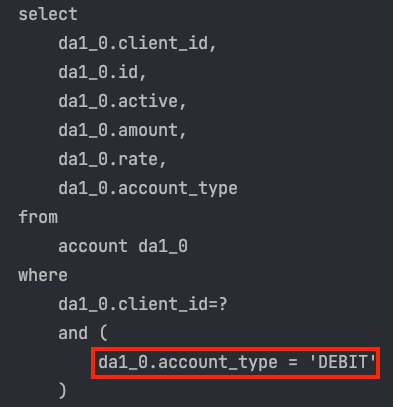 select
    da1_0.client_id,
    da1_0.id,
    da1_0.active,
    da1_0.amount,
    da1_0.rate,
    da1_0.account_type
from
    account da1_0
where
    da1_0.client_id=?
    and (
        da1_0.account_type = 'DEBIT'
    )